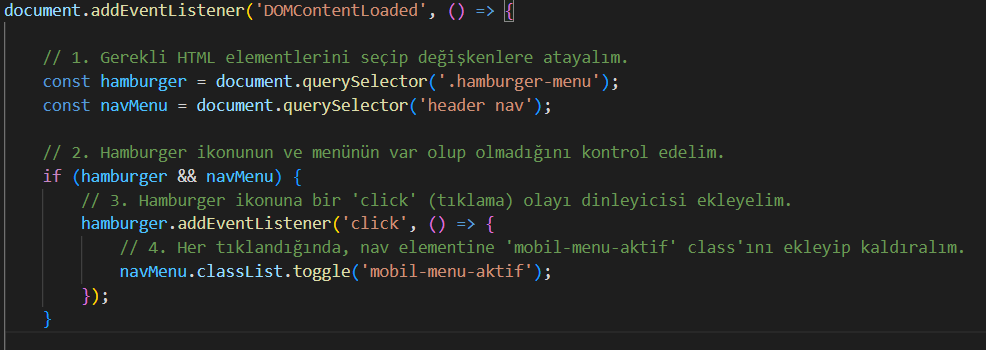 document.addEventListener('DOMContentLoaded', () => {
// 1. Gerekli HTML elementlerini seçip değişkenlere atayalım.
const hamburger = document.querySelector('.hamburger-menu');
const navMenu = document.querySelector('header nav');
// 2. Hamburger ikonunun ve menünün var olup olmadığını kontrol edelim.
if (hamburger && navMenu) {
// 3. Hamburger ikonuna bir 'click' (tıklama) olayı dinleyicisi ekleyelim.
hamburger.addEventListener('click', () => {
// 4. Her tıklandığında, nav elementine 'mobil-menu-aktif' class'ını ekleyip kaldıralım.
navMenu.classList.toggle('mobil-menu-aktif');
});
}